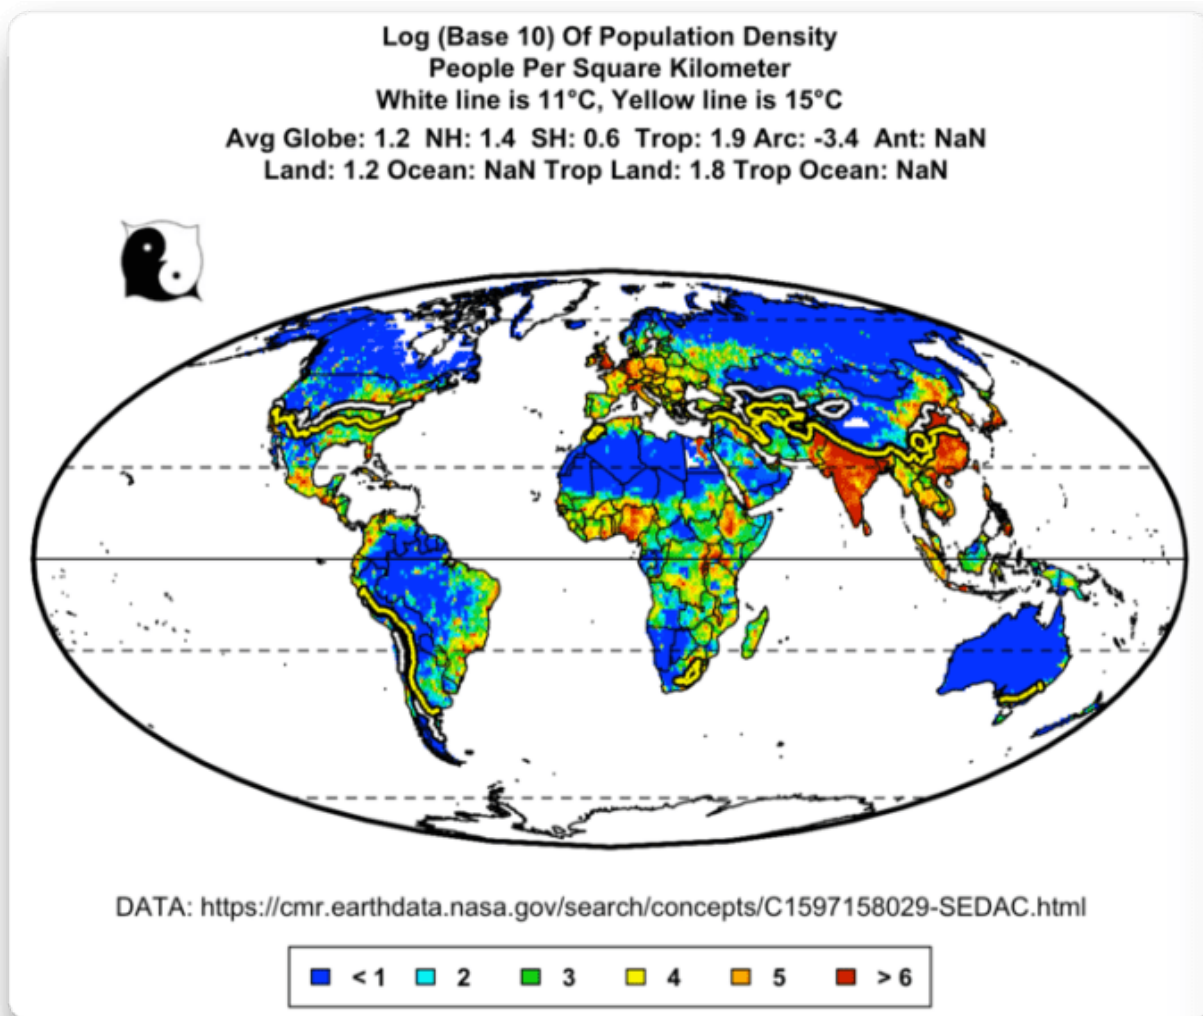 Log (Base 10) Of Population Density
People Per Square Kilometer
White line is 11°C, Yellow line is 15°C
Avg Globe: 1.2 NH: 1.4 SH: 0.6 Trop: 1.9 Arc: -3.4 Ant: NaN
Land: 1.2 Ocean: NaN Trop Land: 1.8 Trop Ocean: NaN
DATA: https://cmr.earthdata.nasa.gov/search/concepts/C1597158029-SEDAC.html
< 1 2 3 4 5 > 6